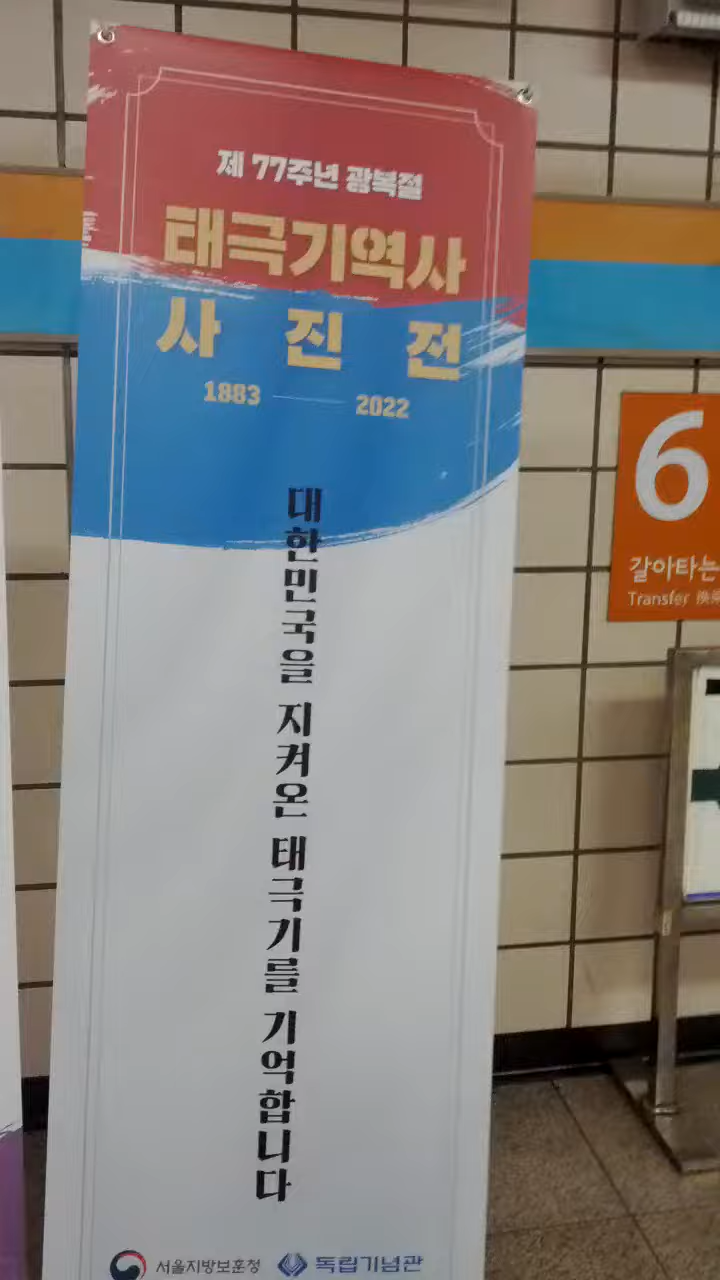 제 77주년 광복절
태극기역사
사 진 전
1883 2022
대한민국을 지켜온 태극기를 기억합니다
서울지방보훈청 독립기념관
6
갈아타는
Transfer 换乘